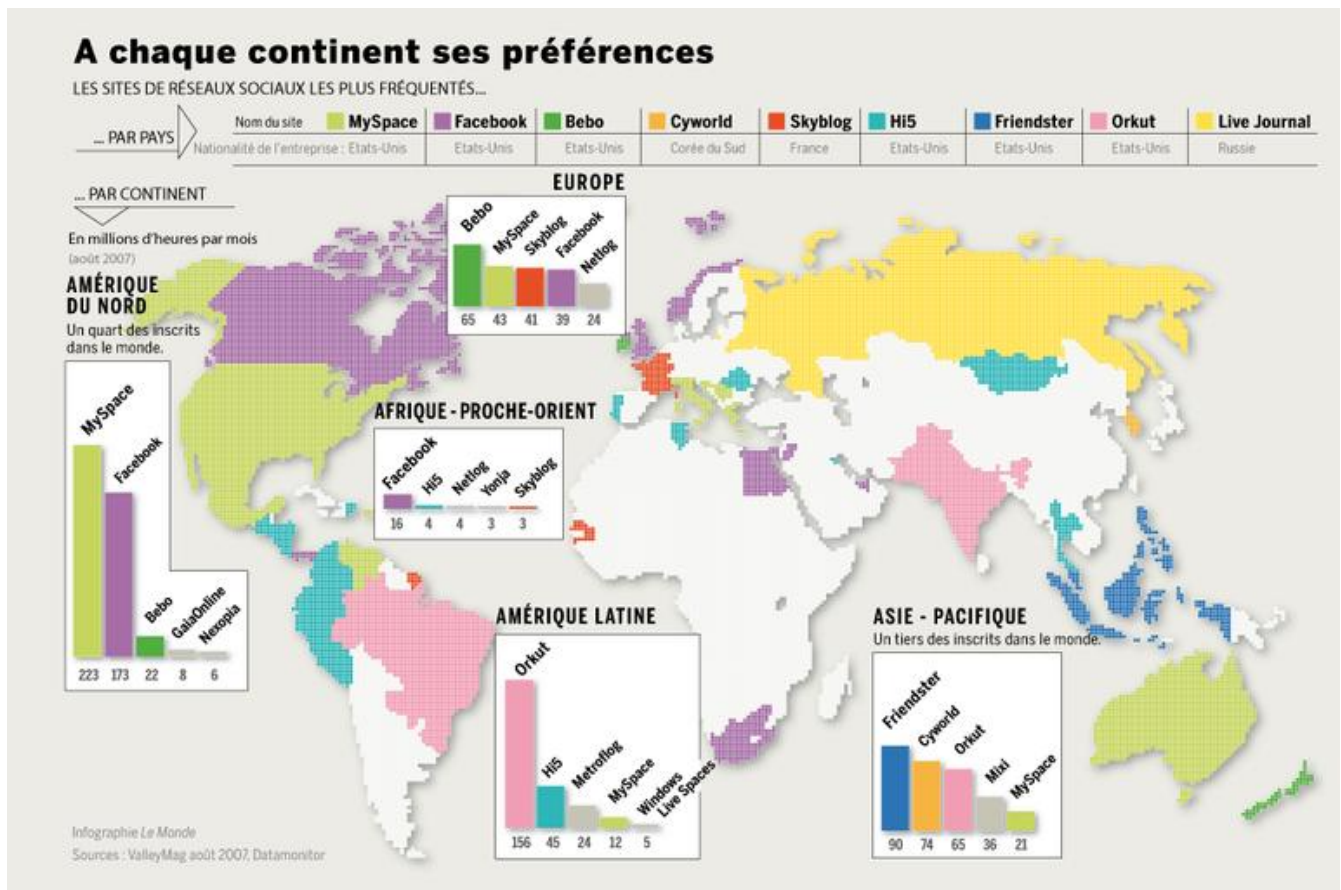 A chaque continent ses préférences
LES SITES DE RÉSEAUX SOCIAUX LES PLUS FRÉQUENTÉS...
... PAR PAYS
Nom du site MySpace Facebook Bebo Cyworld Skyblog Hi5 Friendster Orkut Live Journal
Nationalité de l'entreprise : Etats-Unis Etats-Unis Etats-Unis Corée du Sud France Etats-Unis Etats-Unis Etats-Unis Russie
... PAR CONTINENT
En millions d'heures par mois
(août 2007)
AMÉRIQUE
DU NORD
Un quart des inscrits
dans le monde.
MySpace Facebook Bebo GaiaOnline Nexopia
223 173 22 8 6
EUROPE
Bebo MySpace Skyblog Facebook Netlog
65 43 41 39 24
AFRIQUE - PROCHE-ORIENT
Facebook Hi5 Netlog Yonja Skyblog
16 4 4 3 3
AMÉRIQUE LATINE
Orkut Hi5 Metroflog MySpace Windows
Live Spaces
156 45 24 12 5
ASIE - PACIFIQUE
Un tiers des inscrits dans le monde.
Friendster Cyworld Orkut Mixi MySpace
90 74 65 36 21
Infographie Le Monde
Sources : ValleyMag août 2007, Datamonitor